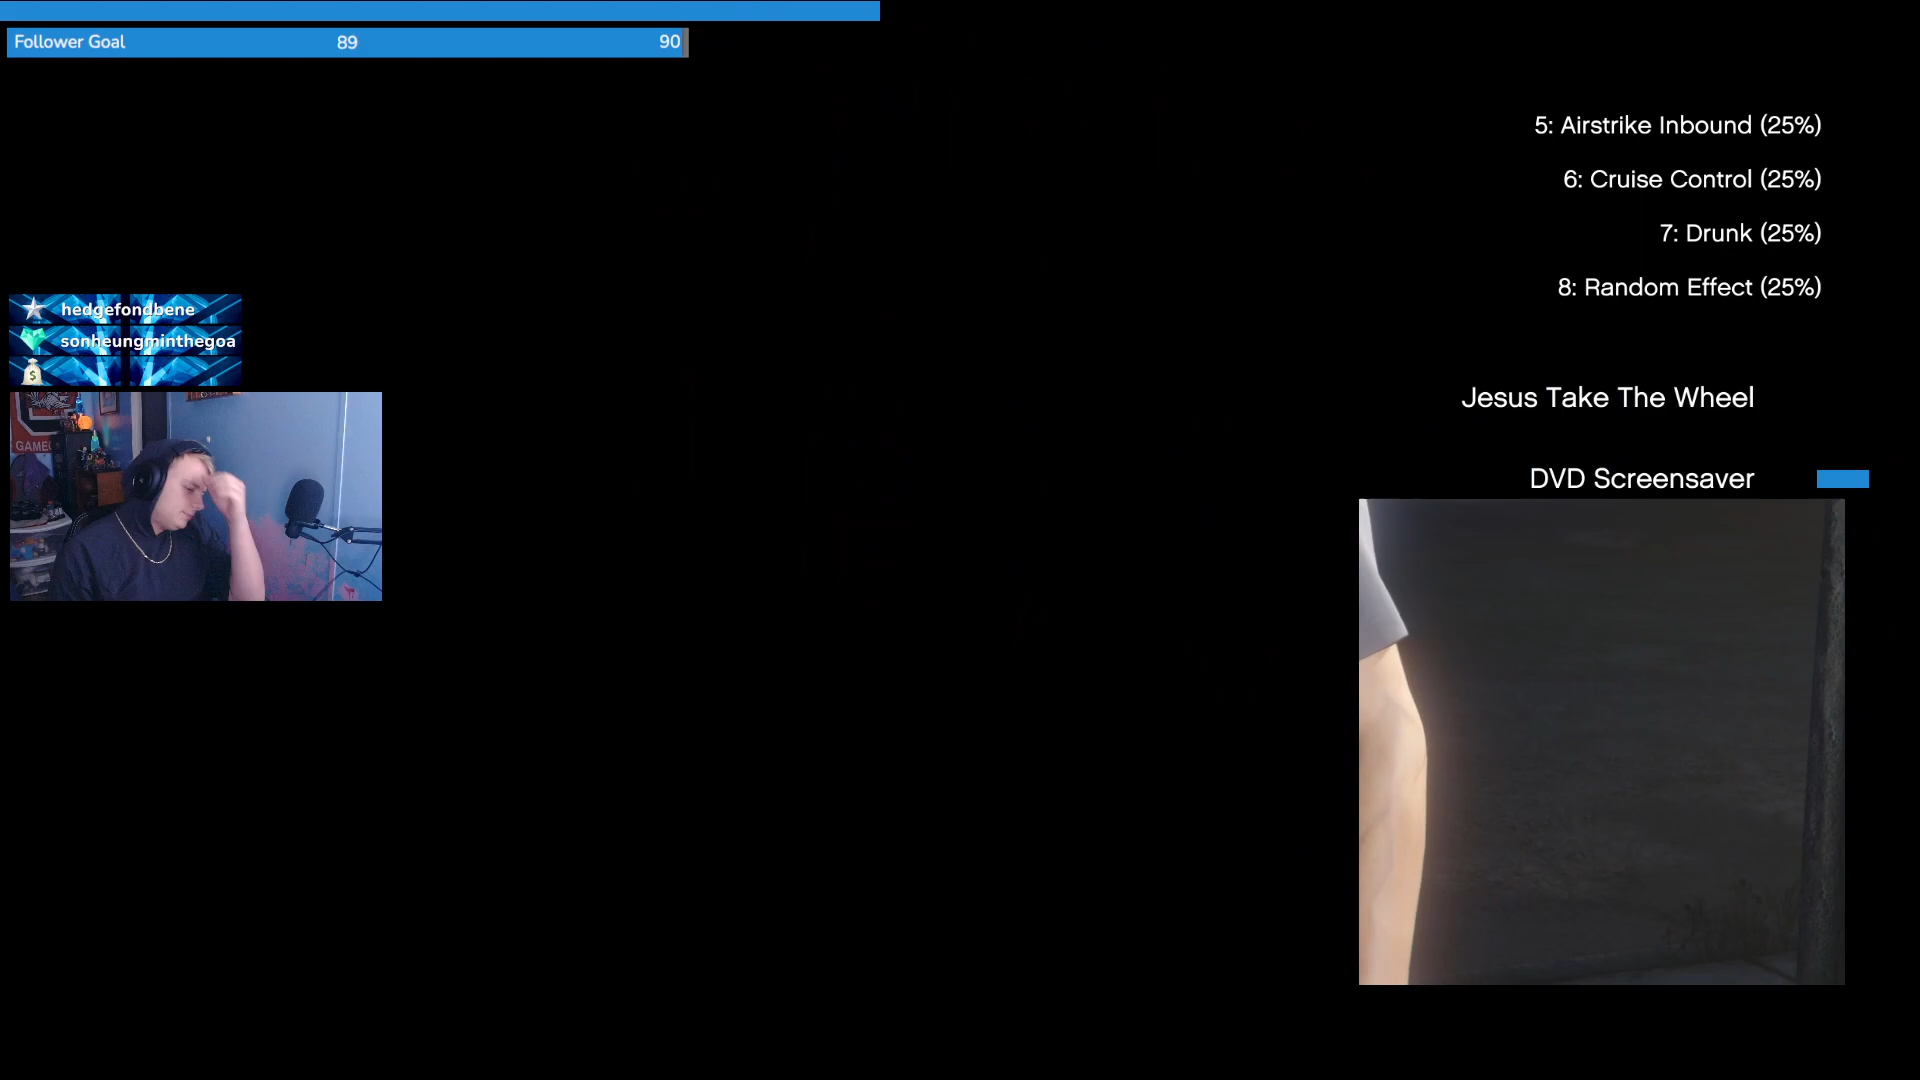 Follower Goal 89 90
5: Airstrike Inbound (25%)
6: Cruise Control (25%)
7: Drunk (25%)
8: Random Effect (25%)
hedgefondbene
sonheungminthegoa
$
Jesus Take The Wheel
DVD Screensaver
GAMEC